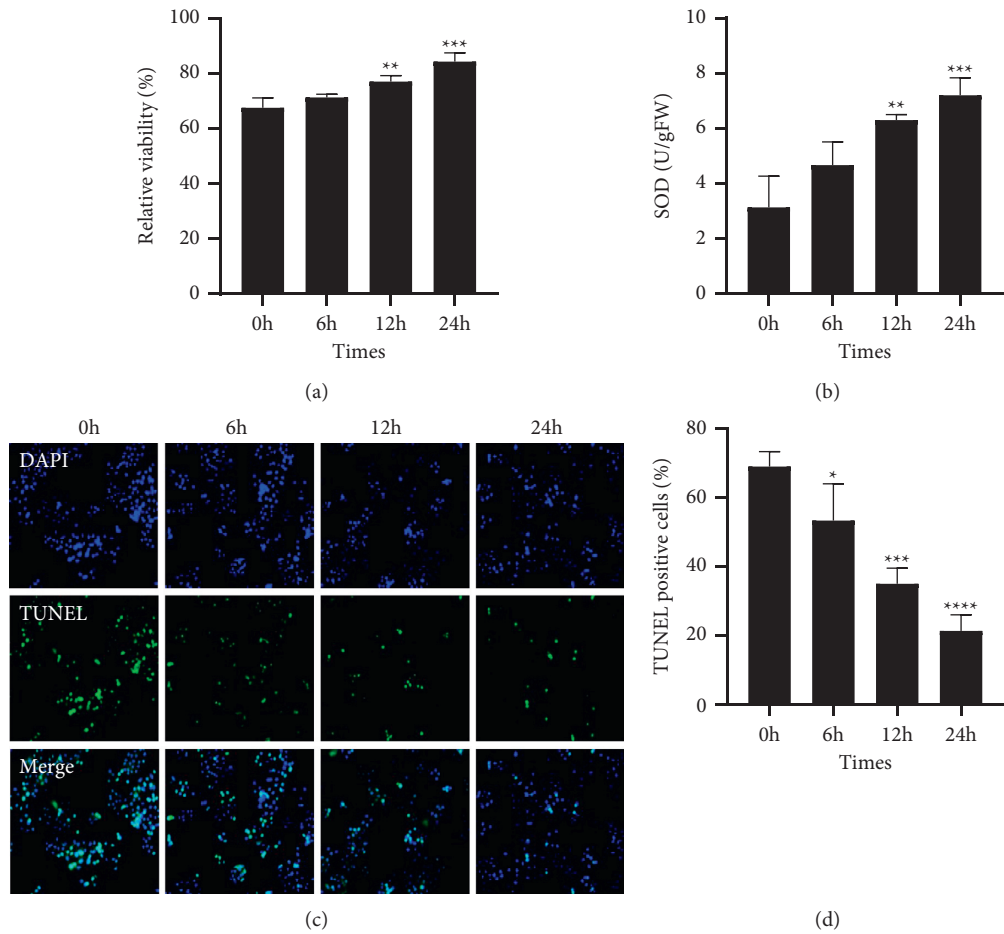 100
80
60
40
20
0
Relative viability (%)
**
***
0h 6h 12h 24h
Times
(a)
10
8
6
4
2
0
SOD (U/gFW)
**
***
0h 6h 12h 24h
Times
(b)
0h 6h 12h 24h
DAPI
TUNEL
Merge
(c)
80
60
40
20
0
TUNEL positive cells (%)
*
***
****
0h 6h 12h 24h
Times
(d)